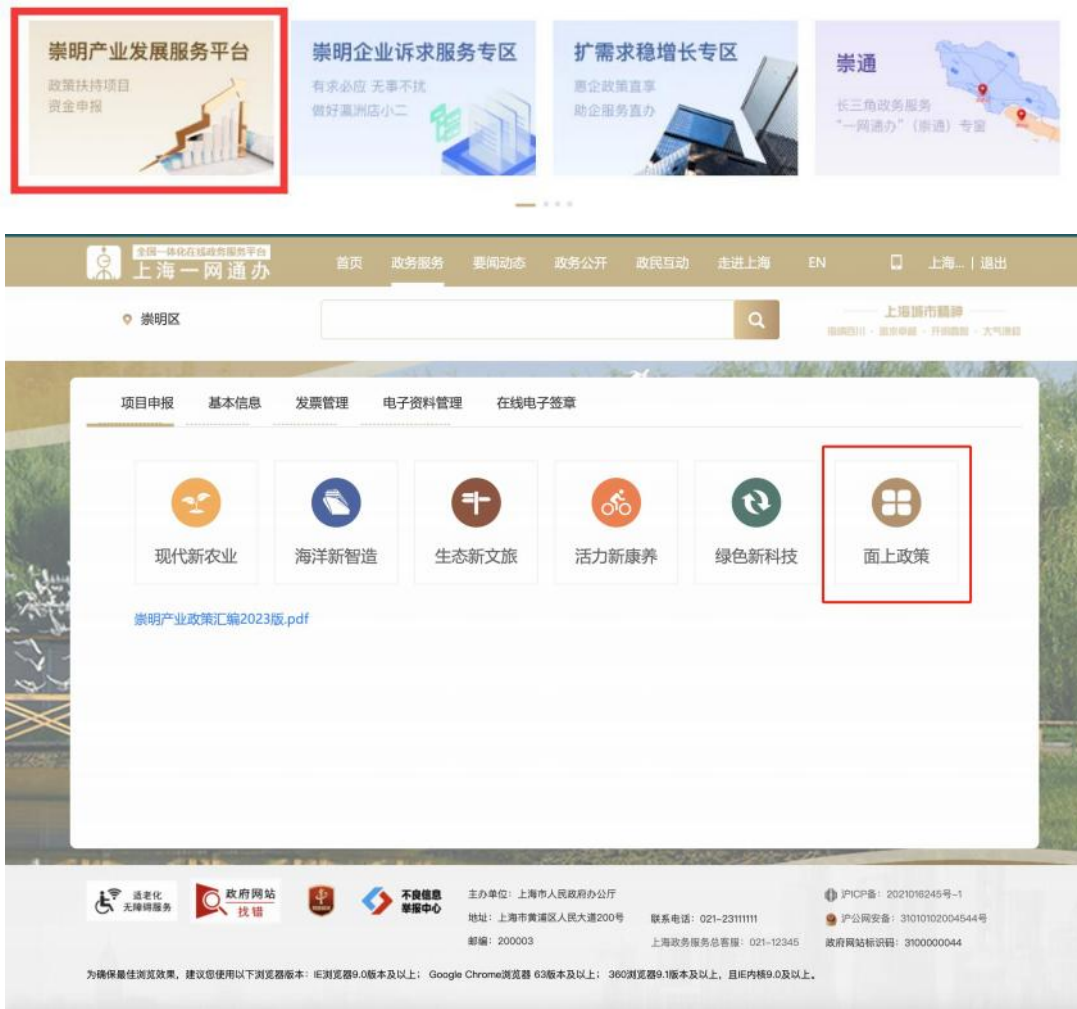 崇明产业发展服务平台
政策扶持项目
资金申报
崇明企业诉求服务专区
有求必应 无事不扰
做好瀛洲店小二
扩需求稳增长专区
惠企政策直享
助企服务直办
崇通
长三角政务服务
“一网通办”（崇通）专窗
全国一体化在线政务服务平台
上海一网通办
首页 政务服务 要闻动态 政务公开 政民互动 走进上海 EN 上海... | 退出
崇明区
上海城市精神
海纳百川 · 追求卓越 · 开明睿智 · 大气谦和
项目申报 基本信息 发票管理 电子资料管理 在线电子签章
现代新农业 海洋新智造 生态新文旅 活力新康养 绿色新科技 面上政策
崇明产业政策汇编2023版.pdf
适老化
无障碍服务
政府网站
找错
不良信息
举报中心
主办单位：上海市人民政府办公厅
地址：上海市黄浦区人民大道200号 联系电话：021-23111111
邮编：200003 上海政务服务总客服：021-12345
沪ICP备：2021016245号-1
沪公网安备：31010102004544号
政府网站标识码：3100000044
为确保最佳浏览效果，建议您使用以下浏览器版本：IE浏览器9.0版本及以上； Google Chrome浏览器 63版本及以上； 360浏览器9.1版本及以上，且IE内核9.0及以上。